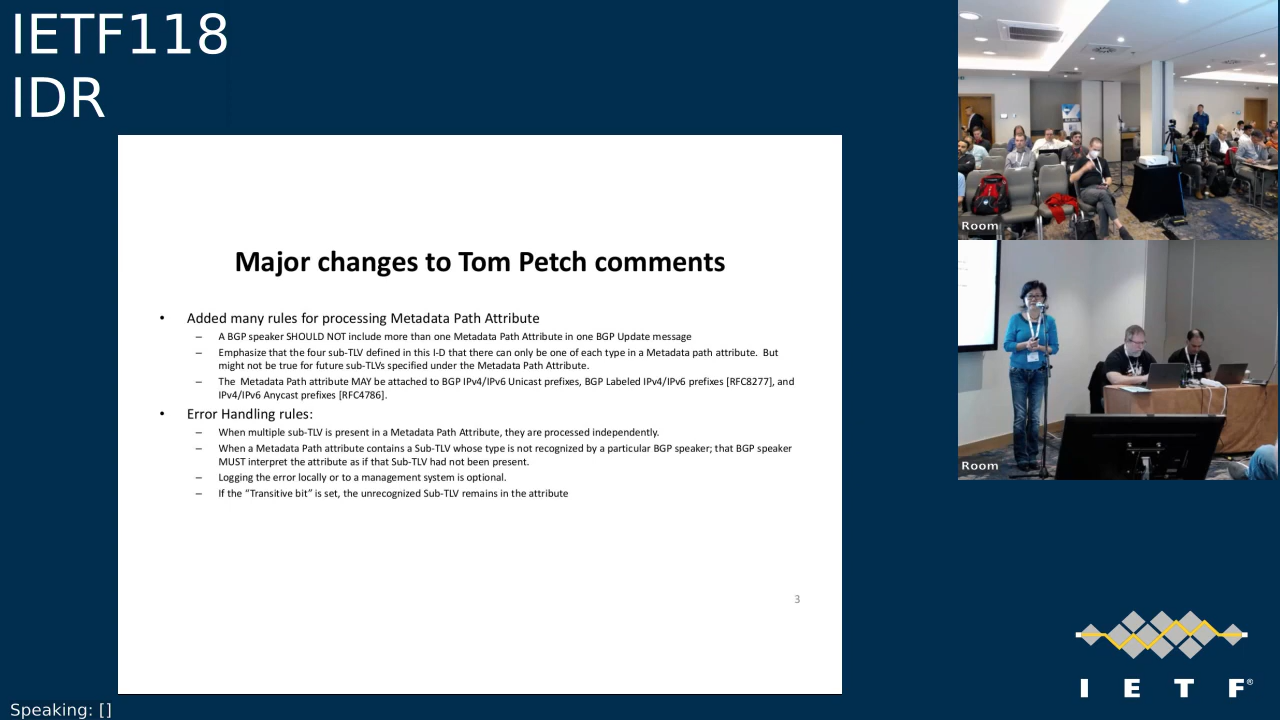 IETF118
IDR
Major changes to Tom Petch comments
• Added many rules for processing Metadata Path Attribute
– A BGP speaker SHOULD NOT include more than one Metadata Path Attribute in one BGP Update message
– Emphasize that the four sub-TLV defined in this I-D that there can only be one of each type in a Metadata path attribute. But
might not be true for future sub-TLVs specified under the Metadata Path Attribute.
– The Metadata Path attribute MAY be attached to BGP IPv4/IPv6 Unicast prefixes, BGP Labeled IPv4/IPv6 prefixes [RFC8277], and
IPv4/IPv6 Anycast prefixes [RFC4786].
• Error Handling rules:
– When multiple sub-TLV is present in a Metadata Path Attribute, they are processed independently.
– When a Metadata Path attribute contains a Sub-TLV whose type is not recognized by a particular BGP speaker; that BGP speaker
MUST interpret the attribute as if that Sub-TLV had not been present.
– Logging the error locally or to a management system is optional.
– If the “Transitive bit” is set, the unrecognized Sub-TLV remains in the attribute
3
Room
Room
I E T F®
Speaking: []